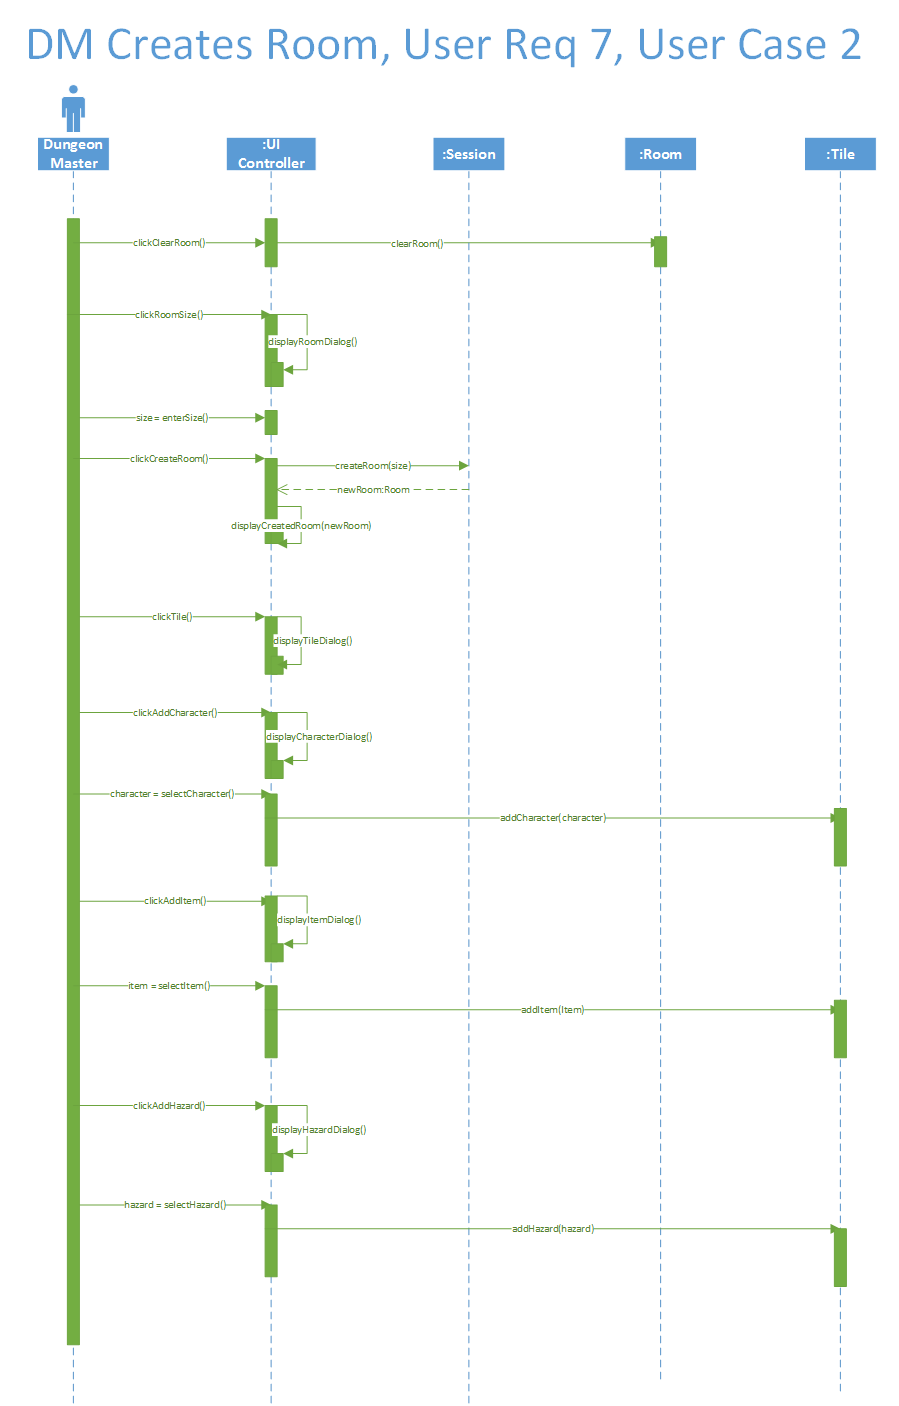 DM Creates Room, User Req 7, User Case 2
Dungeon
Master
:UI
Controller
:Session
:Room
:Tile
clickClearRoom()
clearRoom()
clickRoomSize()
displayRoomDialog()
size = enterSize()
clickCreateRoom()
createRoom(size)
newRoom:Room
displayCreatedRoom(newRoom)
clickTile()
displayTileDialog()
clickAddCharacter()
displayCharacterDialog()
character = selectCharacter()
addCharacter(character)
clickAddItem()
displayItemDialog()
item = selectItem()
addItem(Item)
clickAddHazard()
displayHazardDialog()
hazard = selectHazard()
addHazard(hazard)